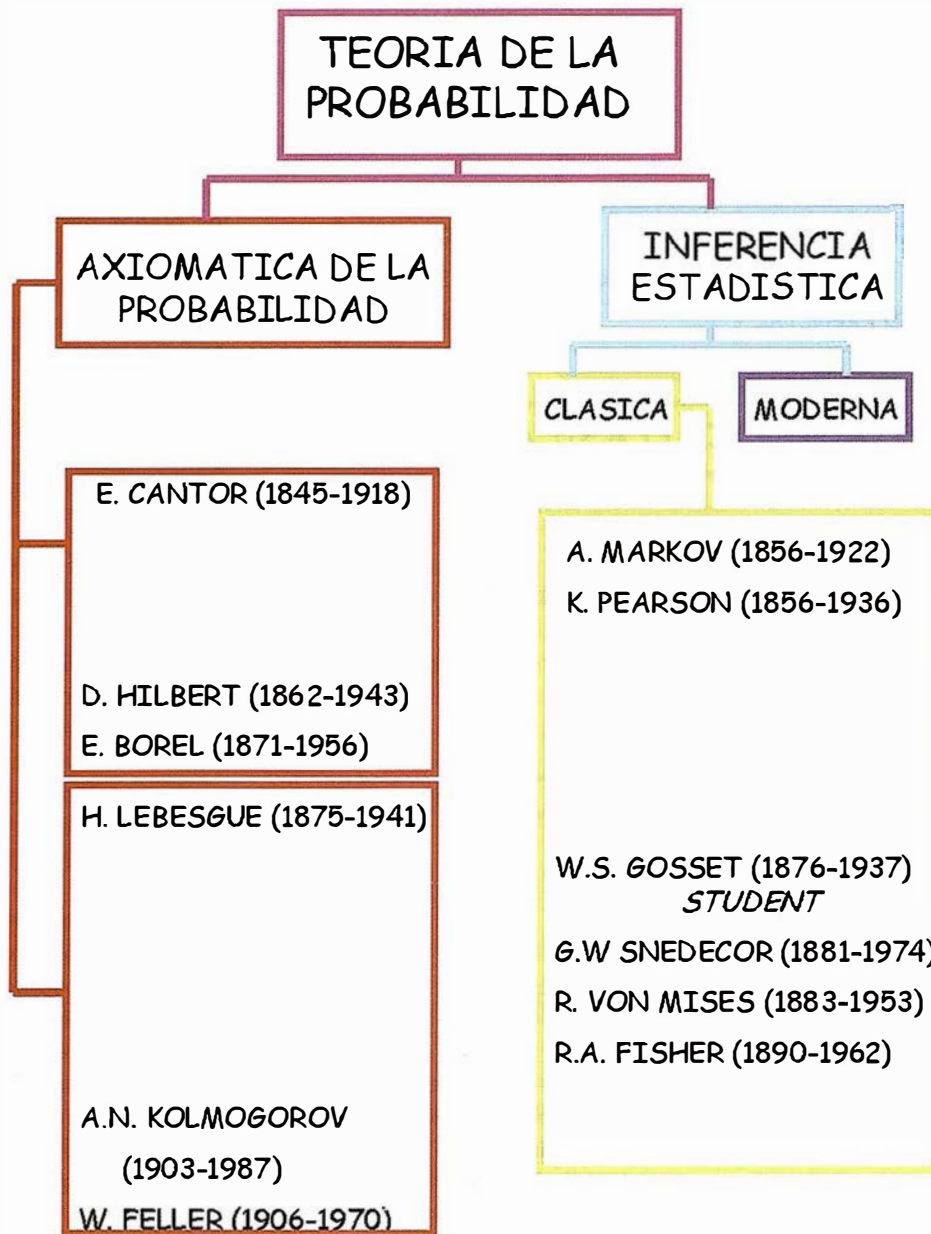 TEORIA DE LA
PROBABILIDAD
AXIOMATICA DE LA
PROBABILIDAD
INFERENCIA
ESTADISTICA
CLASICA
MODERNA
E. CANTOR (1845-1918)
D. HILBERT (1862-1943)
E. BOREL (1871-1956)
H. LEBESGUE (1875-1941)
A.N. KOLMOGOROV
(1903-1987)
W. FELLER (1906-1970)
A. MARKOV (1856-1922)
K. PEARSON (1856-1936)
W.S. GOSSET (1876-1937)
STUDENT
G.W SNEDECOR (1881-1974)
R. VON MISES (1883-1953)
R.A. FISHER (1890-1962)